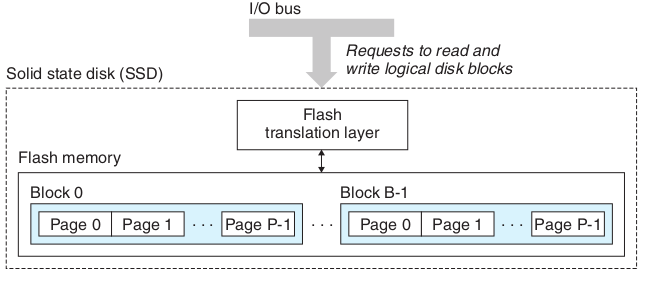 I/O bus
Requests to read and
write logical disk blocks
Solid state disk (SSD)
Flash
translation layer
Flash memory
Block 0
Page 0 Page 1 · · · Page P-1
· · ·
Block B-1
Page 0 Page 1 · · · Page P-1